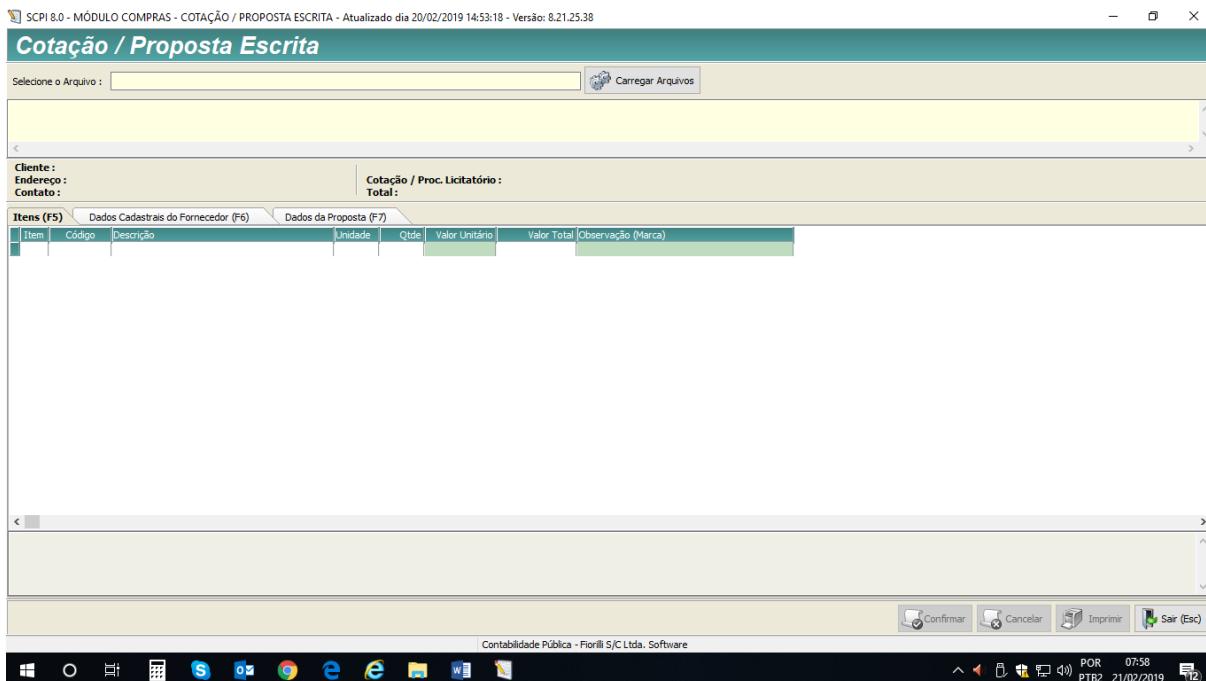 SCPI 8.0 - MÓDULO COMPRAS - COTAÇÃO / PROPOSTA ESCRITA - Atualizado dia 20/02/2019 14:53:18 - Versão: 8.21.25.38
Cotação / Proposta Escrita
Selecione o Arquivo : Carregar Arquivos
Cliente :
Endereço : Cotação / Proc. Licitatório :
Contato : Total :
Itens (F5) Dados Cadastrais do Fornecedor (F6) Dados da Proposta (F7)
Item Código Descrição Unidade Qtde Valor Unitário Valor Total Observação (Marca)
Confirmar Cancelar Imprimir Sair (Esc)
Contabilidade Pública - Fiorilli S/C Ltda. Software
POR 07:58
PTB2 21/02/2019 12